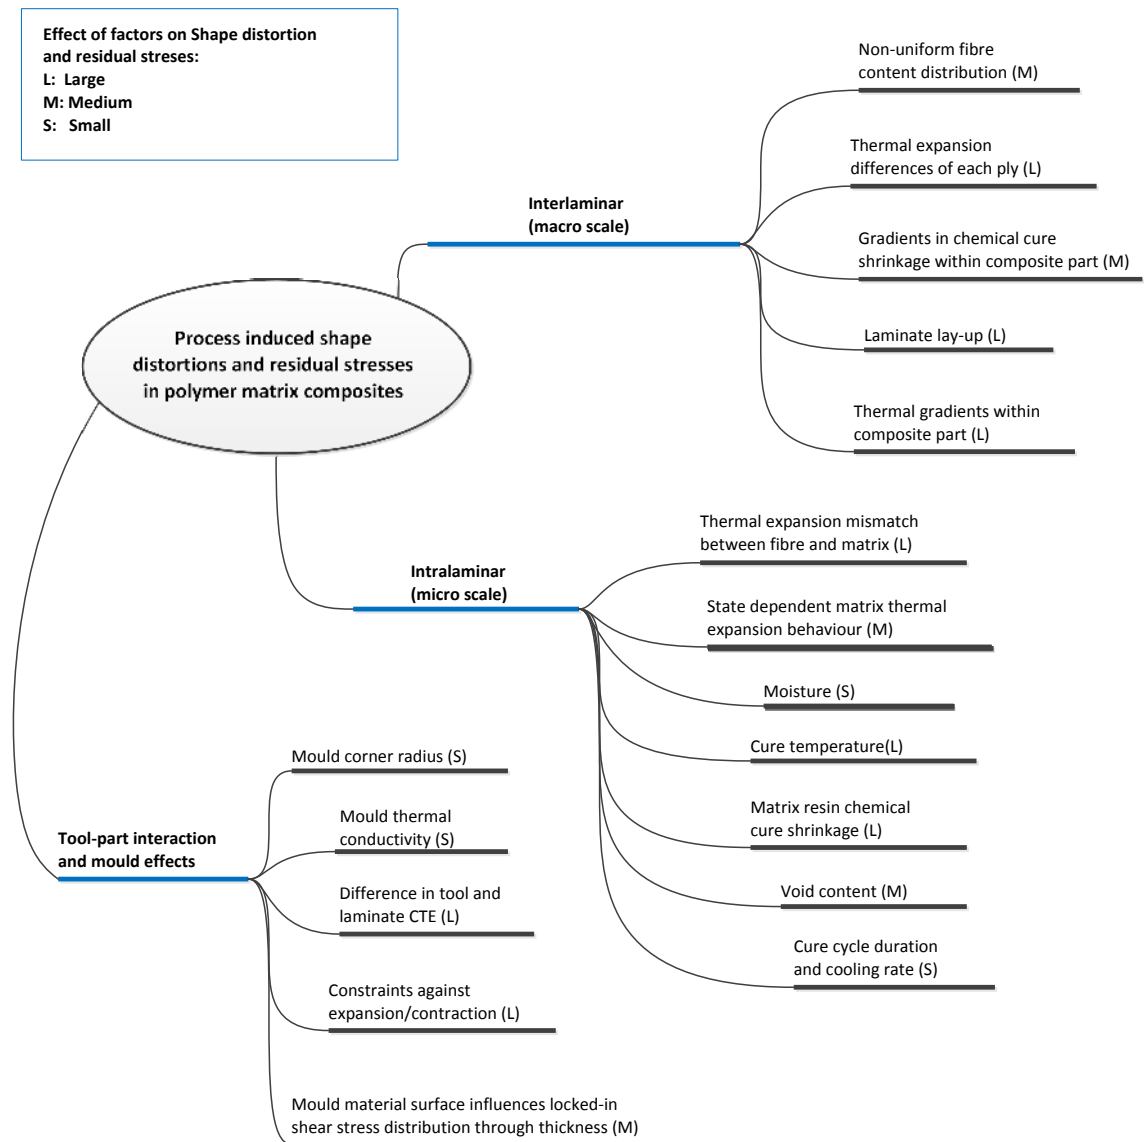 Effect of factors on Shape distortion
and residual streses:
L: Large
M: Medium
S: Small
Non-uniform fibre
content distribution (M)
Thermal expansion
differences of each ply (L)
Interlaminar
(macro scale)
Gradients in chemical cure
shrinkage within composite part (M)
Laminate lay-up (L)
Thermal gradients within
composite part (L)
Process induced shape
distortions and residual stresses
in polymer matrix composites
Intralaminar
(micro scale)
Thermal expansion mismatch
between fibre and matrix (L)
State dependent matrix thermal
expansion behaviour (M)
Moisture (S)
Cure temperature(L)
Matrix resin chemical
cure shrinkage (L)
Void content (M)
Cure cycle duration
and cooling rate (S)
Tool-part interaction
and mould effects
Mould corner radius (S)
Mould thermal
conductivity (S)
Difference in tool and
laminate CTE (L)
Constraints against
expansion/contraction (L)
Mould material surface influences locked-in
shear stress distribution through thickness (M)